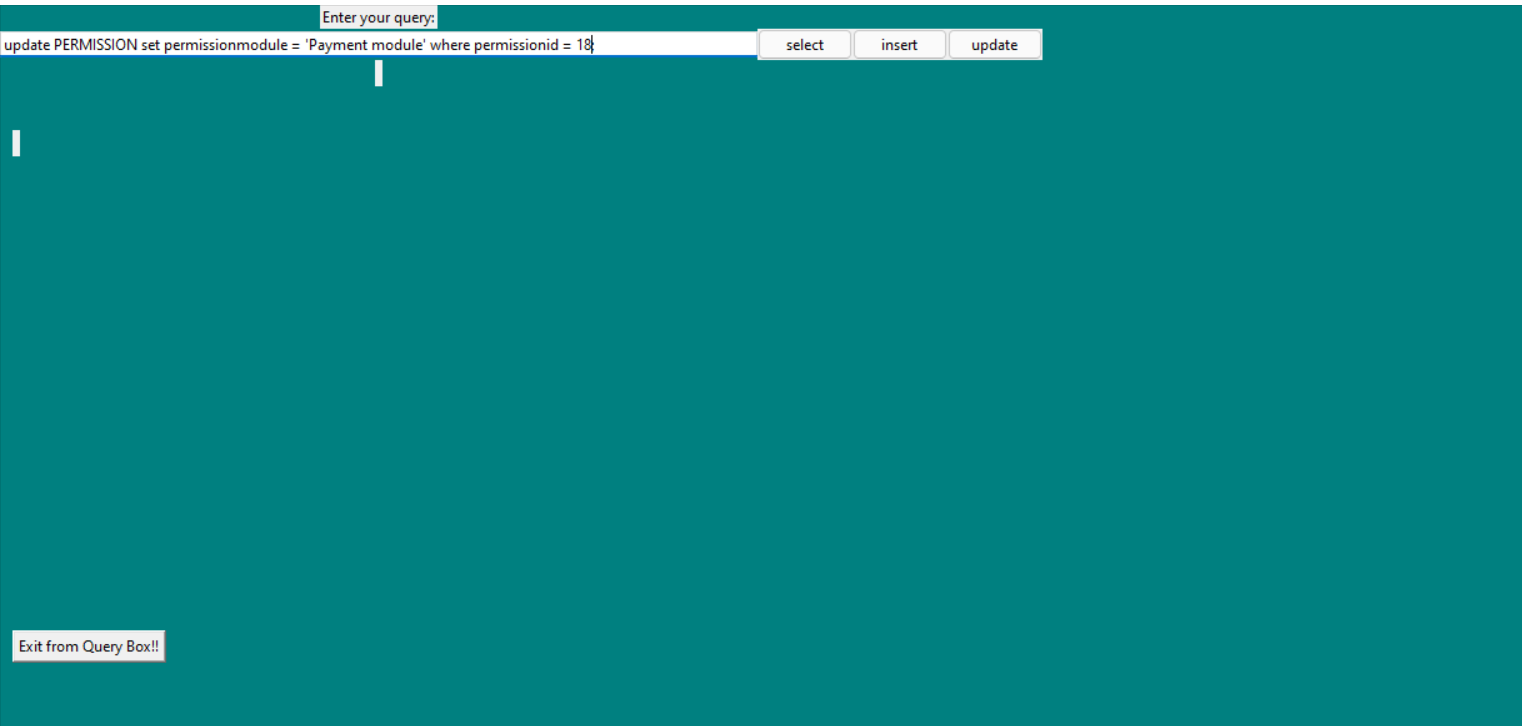 Enter your query:
update PERMISSION set permissionmodule = 'Payment module' where permissionid = 18;
select insert update
Exit from Query Box!!